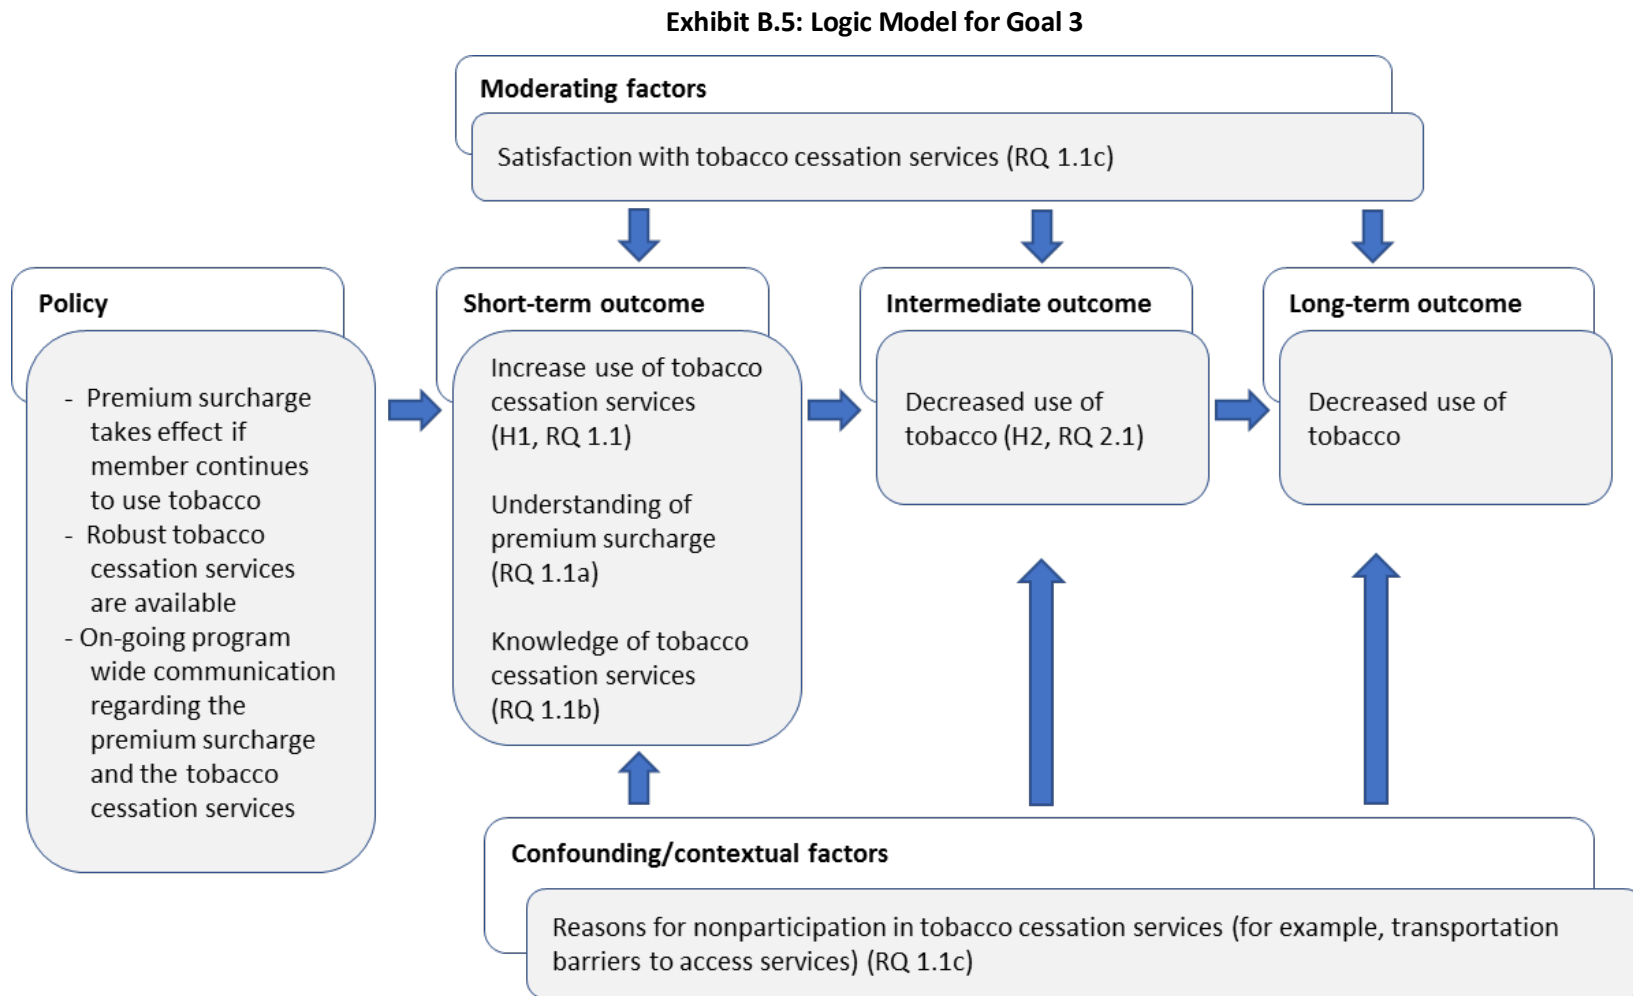 Exhibit B.5: Logic Model for Goal 3
Moderating factors
Satisfaction with tobacco cessation services (RQ 1.1c)
Policy
- Premium surcharge
takes effect if
member continues
to use tobacco
- Robust tobacco
cessation services
are available
- On-going program
wide communication
regarding the
premium surcharge
and the tobacco
cessation services
Short-term outcome
Increase use of tobacco
cessation services
(H1, RQ 1.1)
Understanding of
premium surcharge
(RQ 1.1a)
Knowledge of tobacco
cessation services
(RQ 1.1b)
Intermediate outcome
Decreased use of
tobacco (H2, RQ 2.1)
Long-term outcome
Decreased use of
tobacco
Confounding/contextual factors
Reasons for nonparticipation in tobacco cessation services (for example, transportation
barriers to access services) (RQ 1.1c)